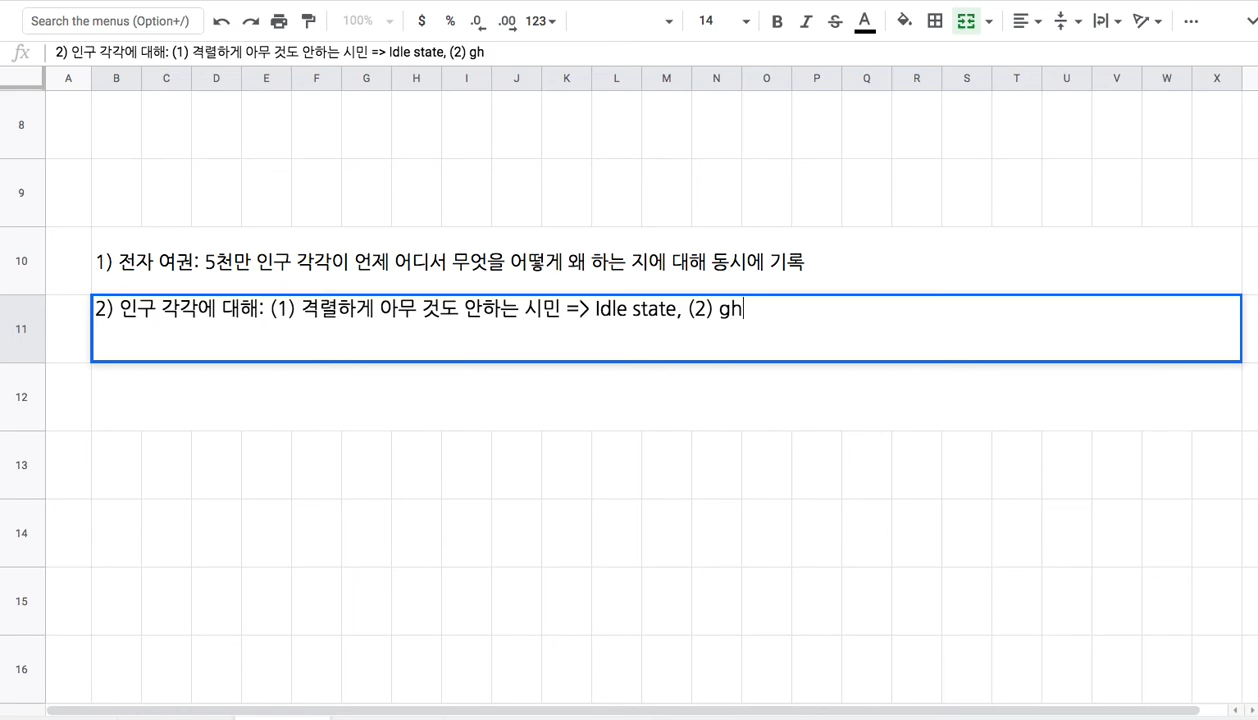 Search the menus (Option+/) 100% $ % .0 .00 123 14 B I S A ...
fx 2) 인구 각각에 대해: (1) 격렬하게 아무 것도 안하는 시민 => Idle state, (2) gh
A B C D E F G H I J K L M N O P Q R S T U V W X
8
9
10 1) 전자 여권: 5천만 인구 각각이 언제 어디서 무엇을 어떻게 왜 하는 지에 대해 동시에 기록
11 2) 인구 각각에 대해: (1) 격렬하게 아무 것도 안하는 시민 => Idle state, (2) gh
12
13
14
15
16